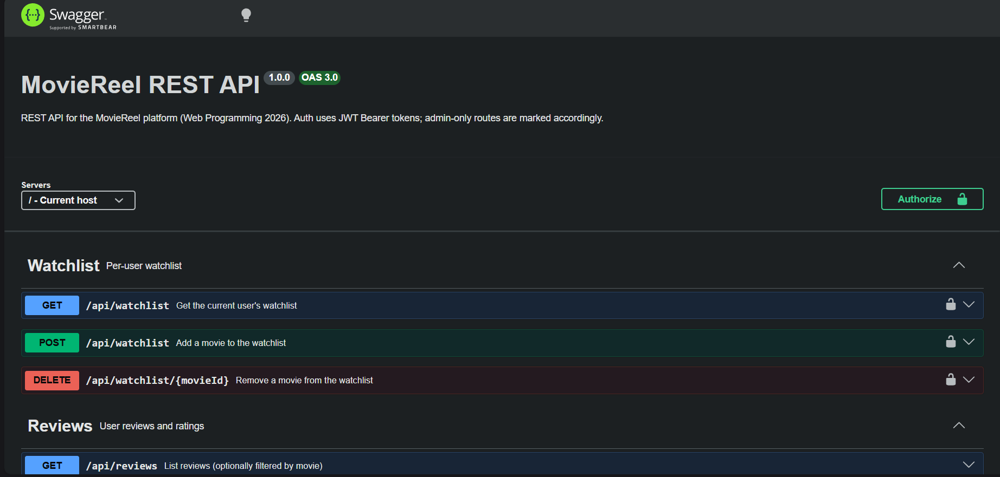 Swagger
Supported by SMARTBEAR
MovieReel REST API 1.0.0 OAS 3.0
REST API for the MovieReel platform (Web Programming 2026). Auth uses JWT Bearer tokens; admin-only routes are marked accordingly.
Servers
/ - Current host
Authorize
Watchlist Per-user watchlist
GET /api/watchlist Get the current user's watchlist
POST /api/watchlist Add a movie to the watchlist
DELETE /api/watchlist/{movieId} Remove a movie from the watchlist
Reviews User reviews and ratings
GET /api/reviews List reviews (optionally filtered by movie)